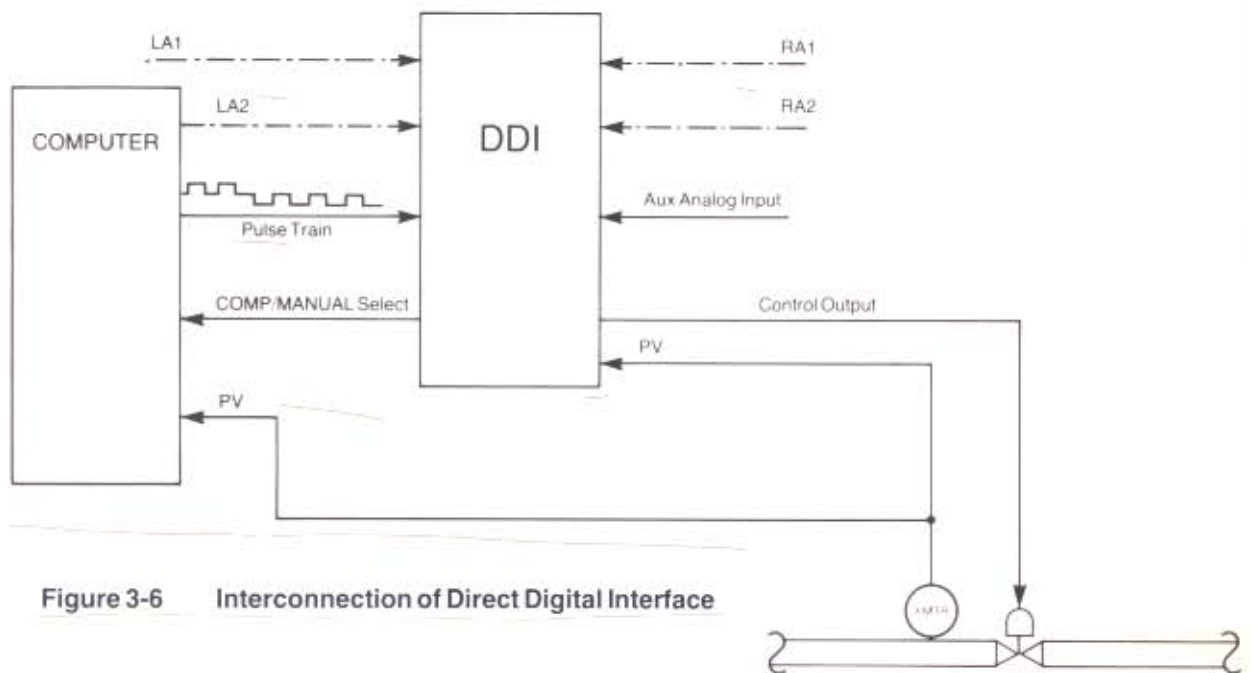 LA1
RA1
LA2
RA2
COMPUTER
DDI
Aux Analog Input
Pulse Train
COMP/MANUAL Select
Control Output
PV
PV
XMTR
Figure 3-6 Interconnection of Direct Digital Interface